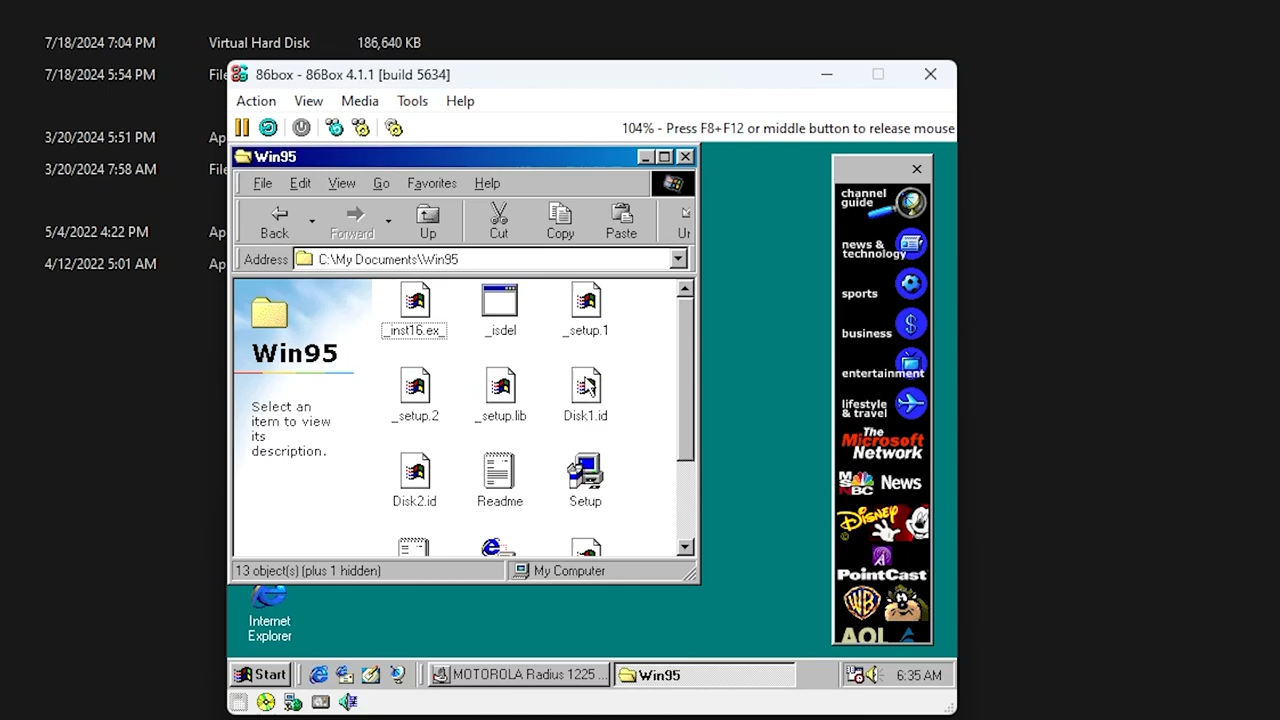 7/18/2024 7:04 PM Virtual Hard Disk 186,640 KB
7/18/2024 5:54 PM File
86box - 86Box 4.1.1 [build 5634]
Action View Media Tools Help
3/20/2024 5:51 PM Ap
104% - Press F8+F12 or middle button to release mouse
3/20/2024 7:58 AM File
5/4/2022 4:22 PM Ap
4/12/2022 5:01 AM Ap
Win95
File Edit View Go Favorites Help
Back Forward Up Cut Copy Paste Ur
Address C:\My Documents\Win95
Win95
Select an
item to view
its
description.
_inst16.ex_ _isdel _setup.1
_setup.2 _setup.lib Disk1.id
Disk2.id Readme Setup
13 object(s) (plus 1 hidden) My Computer
channel
guide
news &
technology
sports
business
entertainment
lifestyle
& travel
The
Microsoft
Network
MSNBC News
Disney
PointCast
WB
AOL
Internet
Explorer
Start MOTOROLA Radius 1225 ... Win95 6:35 AM